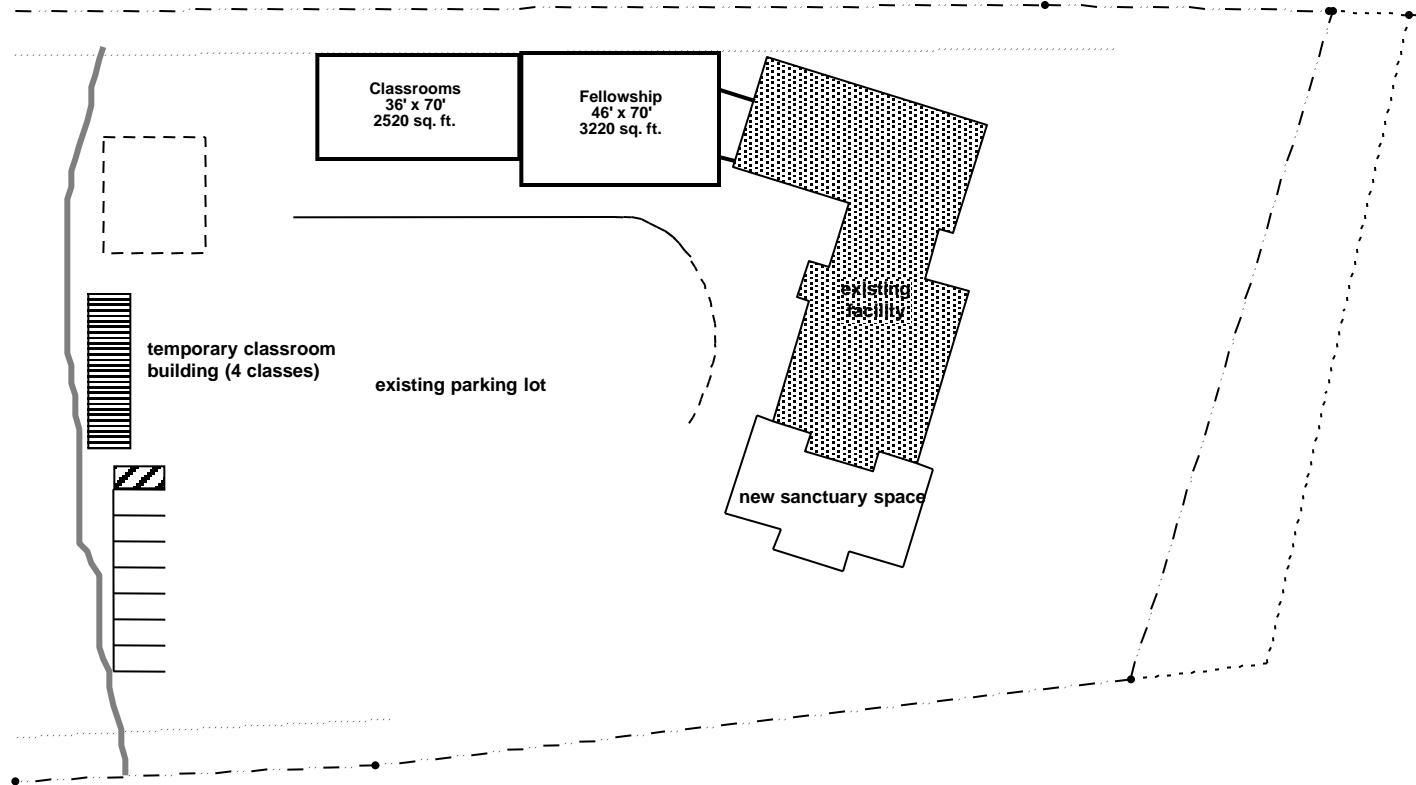 Classrooms
36' x 70'
2520 sq. ft.
Fellowship
46' x 70'
3220 sq. ft.
existing
facility
temporary classroom
building (4 classes)
existing parking lot
new sanctuary space